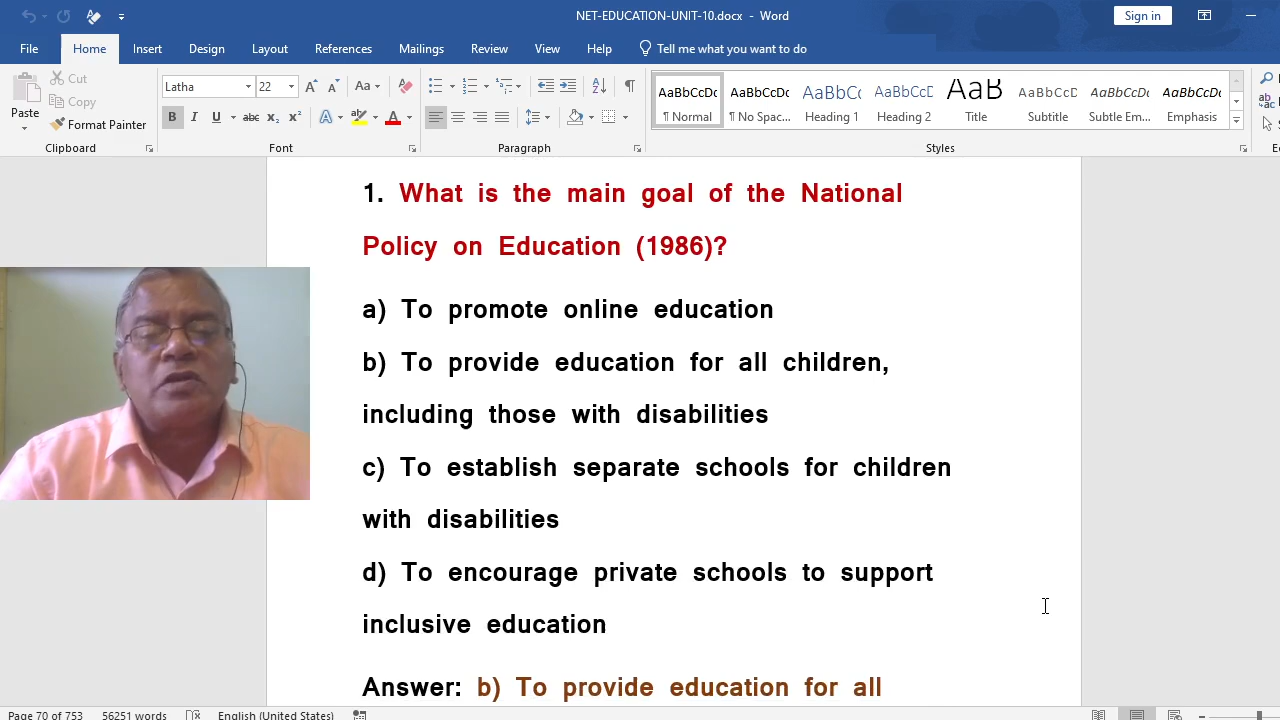 NET-EDUCATION-UNIT-10.docx - Word
Sign in
File Home Insert Design Layout References Mailings Review View Help Tell me what you want to do
Paste
Cut
Copy
Format Painter
Clipboard
Latha 22
Font
Paragraph
AaBbCcDc AaBbCcDc AaBbCc AaBbCcD AaB AaBbCcD AaBbCcDc AaBbCcDc
¶ Normal ¶ No Spac... Heading 1 Heading 2 Title Subtitle Subtle Em... Emphasis
Styles
1. What is the main goal of the National
Policy on Education (1986)?
a) To promote online education
b) To provide education for all children,
including those with disabilities
c) To establish separate schools for children
with disabilities
d) To encourage private schools to support
inclusive education
Answer: b) To provide education for all
Page 70 of 753 56251 words English (United States)